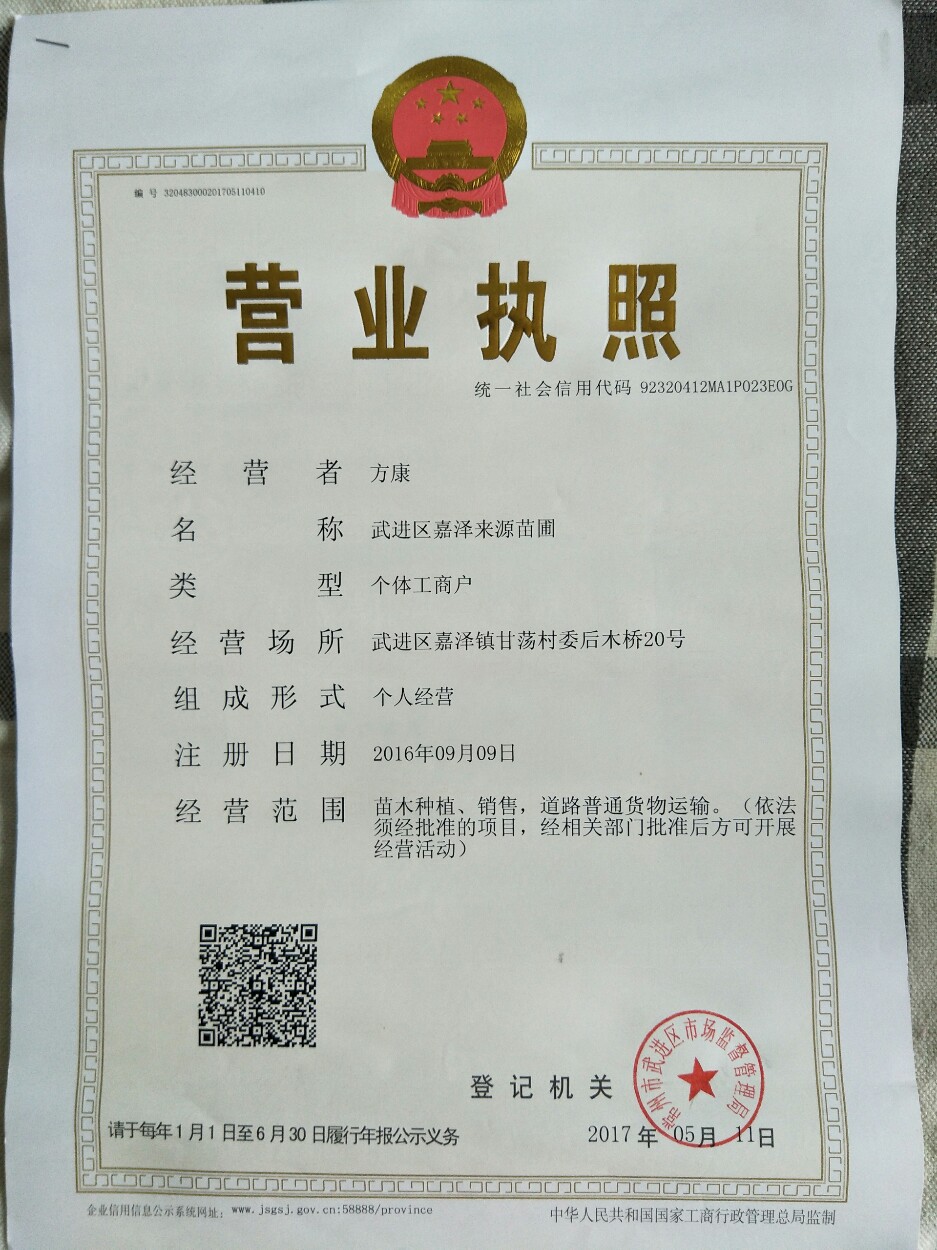 编 号 320483000201705110410
营业执照
统一社会信用代码 92320412MA1P023E0G
经营者 方康
名称 武进区嘉泽来源苗圃
类型 个体工商户
经营场所 武进区嘉泽镇甘荡村委后木桥20号
组成形式 个人经营
注册日期 2016年09月09日
经营范围 苗木种植、销售，道路普通货物运输。（依法
须经批准的项目，经相关部门批准后方可开展
经营活动）
常州市武进区市场监督管理局
登记机关
请于每年1月1日至6月30日履行年报公示义务
2017年 05月 11日
企业信用信息公示系统网址：www.jsgsj.gov.cn:58888/province
中华人民共和国国家工商行政管理总局监制